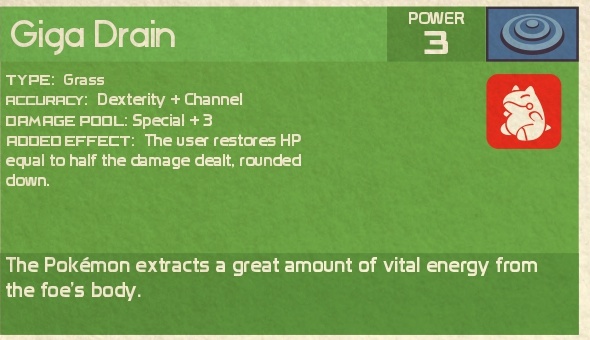 Giga Drain
POWER
3
TYPE: Grass
ACCURACY: Dexterity + Channel
DAMAGE POOL: Special + 3
ADDED EFFECT: The user restores HP
equal to half the damage dealt, rounded
down.
The Pokémon extracts a great amount of vital energy from
the foe's body.